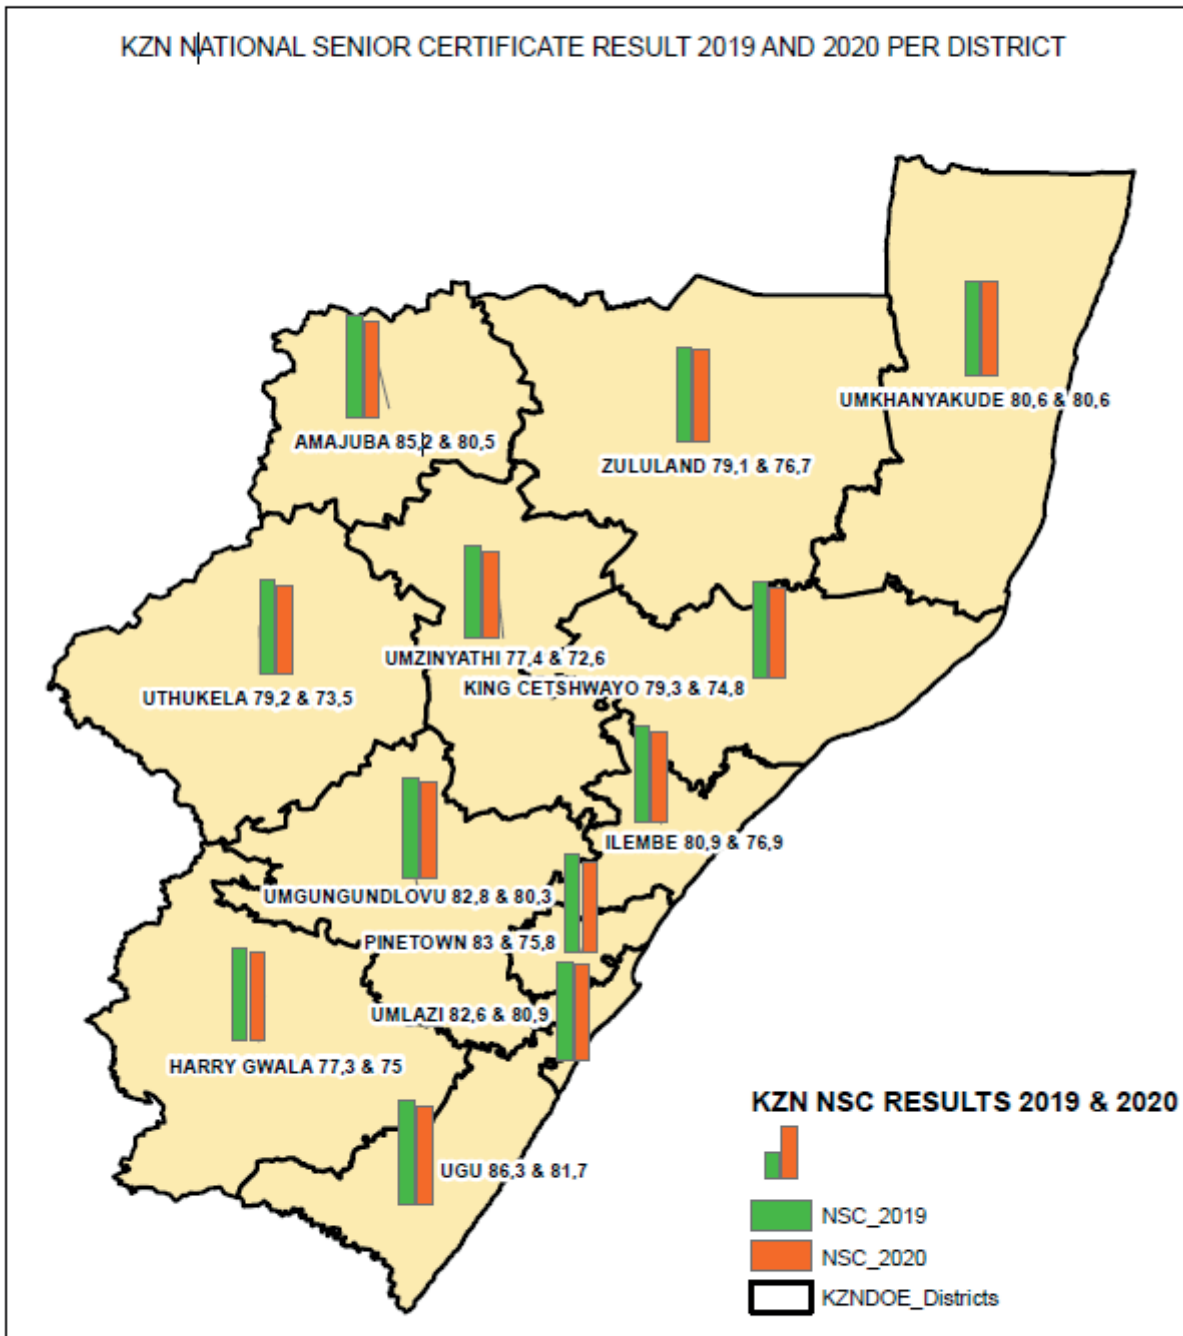 KZN NATIONAL SENIOR CERTIFICATE RESULT 2019 AND 2020 PER DISTRICT
UMKHANYAKUDE 80,6 & 80,6
AMAJUBA 85,2 & 80,5
ZULULAND 79,1 & 76,7
UMZINYATHI 77,4 & 72,6
KING CETSHWAYO 79,3 & 74,8
UTHUKELA 79,2 & 73,5
ILEMBE 80,9 & 76,9
UMGUNGUNDLOVU 82,8 & 80,3
PINETOWN 83 & 75,8
UMLAZI 82,6 & 80,9
HARRY GWALA 77,3 & 75
UGU 86,3 & 81,7
KZN NSC RESULTS 2019 & 2020
NSC_2019
NSC_2020
KZNDOE_Districts